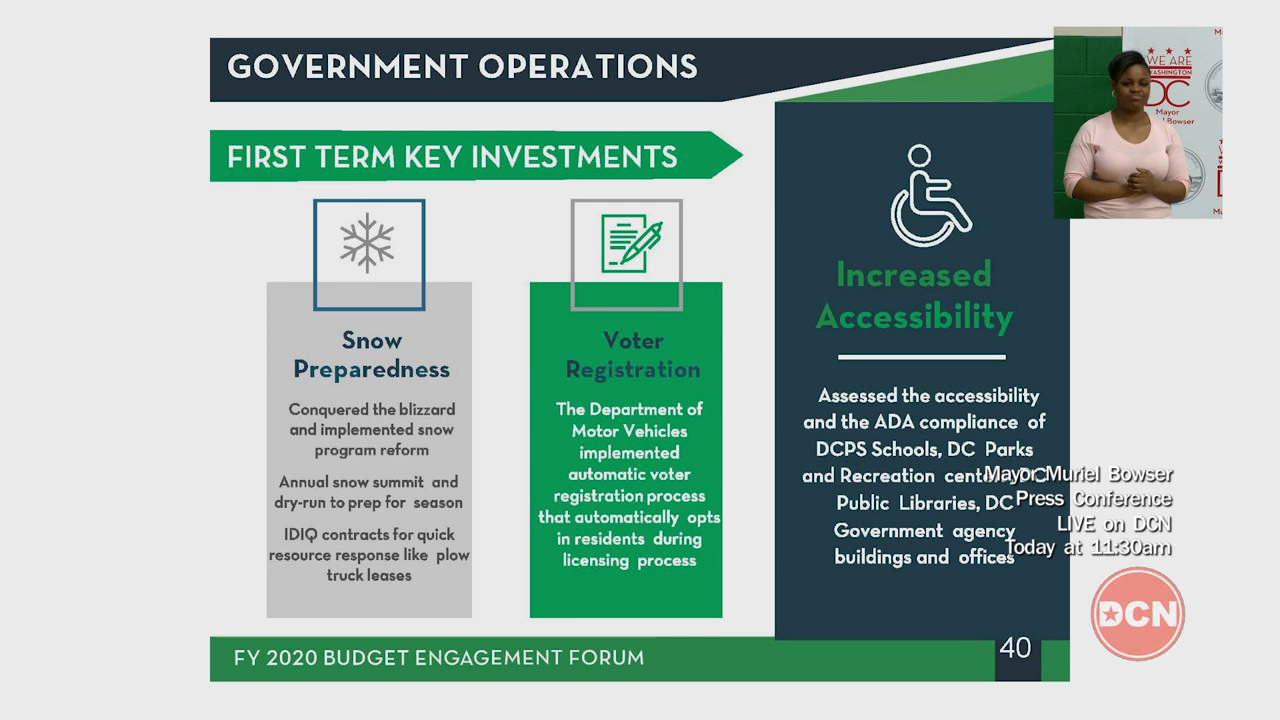 GOVERNMENT OPERATIONS
FIRST TERM KEY INVESTMENTS
Snow
Preparedness
Conquered the blizzard
and implemented snow
program reform
Annual snow summit and
dry-run to prep for season
IDIQ contracts for quick
resource response like plow
truck leases
Voter
Registration
The Department of
Motor Vehicles
implemented
automatic voter
registration process
that automatically opts
in residents during
licensing process
Increased
Accessibility
Assessed the accessibility
and the ADA compliance of
DCPS Schools, DC Parks
and Recreation DC
Public Libraries, DC
Government agency
buildings and offices
FY 2020 BUDGET ENGAGEMENT FORUM
40
WE ARE
WASHINGTON
DC
Mayor
Bowser
Mayor Muriel Bowser
Press Conference
LIVE on DCN
Today at 11:30am
DCN